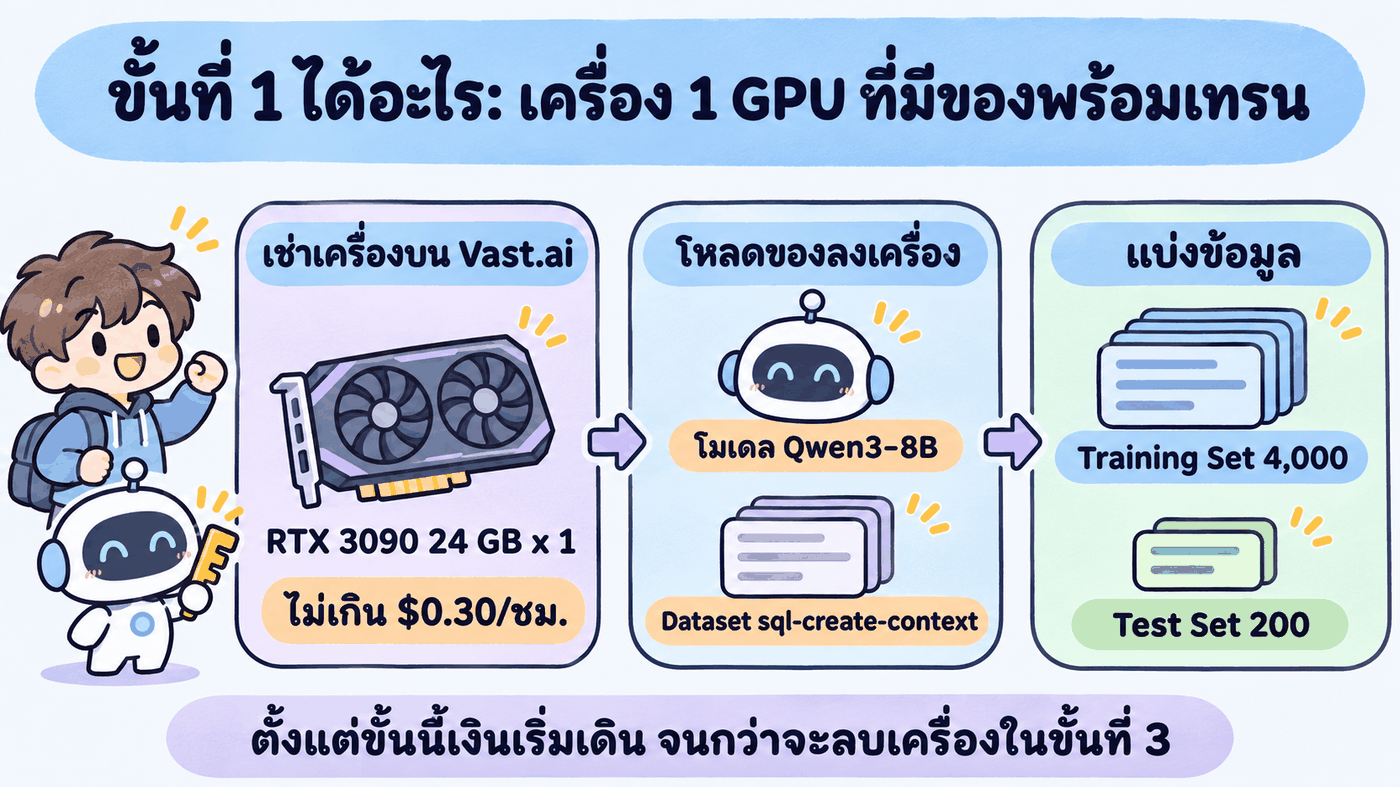 ขั้นที่ 1 ได้อะไร: เครื่อง 1 GPU ที่มีของพร้อมเทรน
เช่าเครื่องบน Vast.ai
RTX 3090 24 GB x 1
ไม่เกิน $0.30/ชม.
โหลดของลงเครื่อง
โมเดล Qwen3-8B
Dataset sql-create-context
แบ่งข้อมูล
Training Set 4,000
Test Set 200
ตั้งแต่ขั้นนี้เงินเริ่มเดิน จนกว่าจะลบเครื่องในขั้นที่ 3